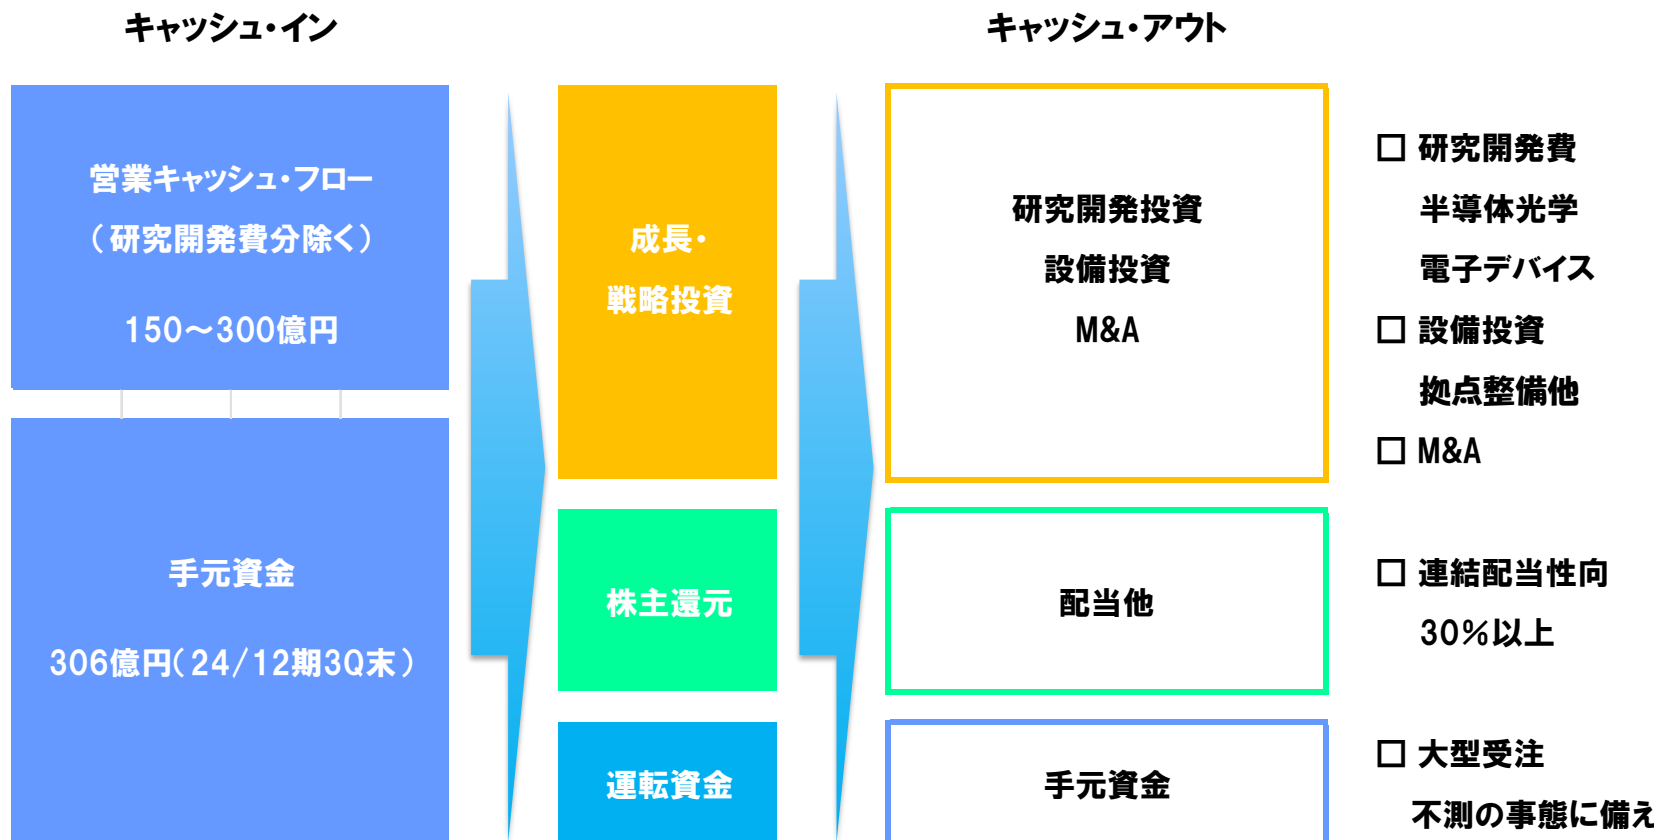 キャッシュ・イン
キャッシュ・アウト
営業キャッシュ・フロー
（研究開発費分除く）
150～300億円
手元資金
306億円（24/12期3Q末）
成長・
戦略投資
株主還元
運転資金
研究開発投資
設備投資
M&A
配当他
手元資金
□ 研究開発費
半導体光学
電子デバイス
□ 設備投資
拠点整備他
□ M&A
□ 連結配当性向
30%以上
□ 大型受注
不測の事態に備え